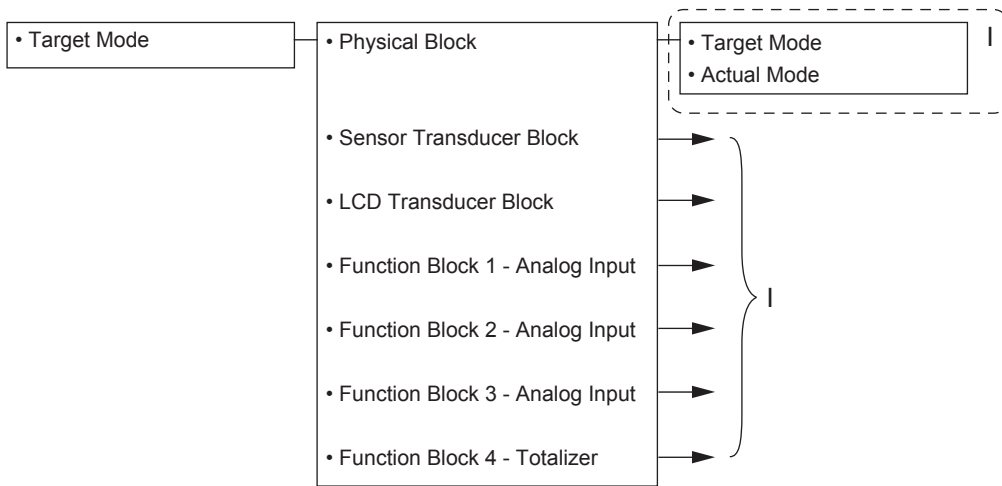 • Target Mode
• Physical Block
• Target Mode
• Actual Mode
I
• Sensor Transducer Block
• LCD Transducer Block
• Function Block 1 - Analog Input
• Function Block 2 - Analog Input
• Function Block 3 - Analog Input
• Function Block 4 - Totalizer
I